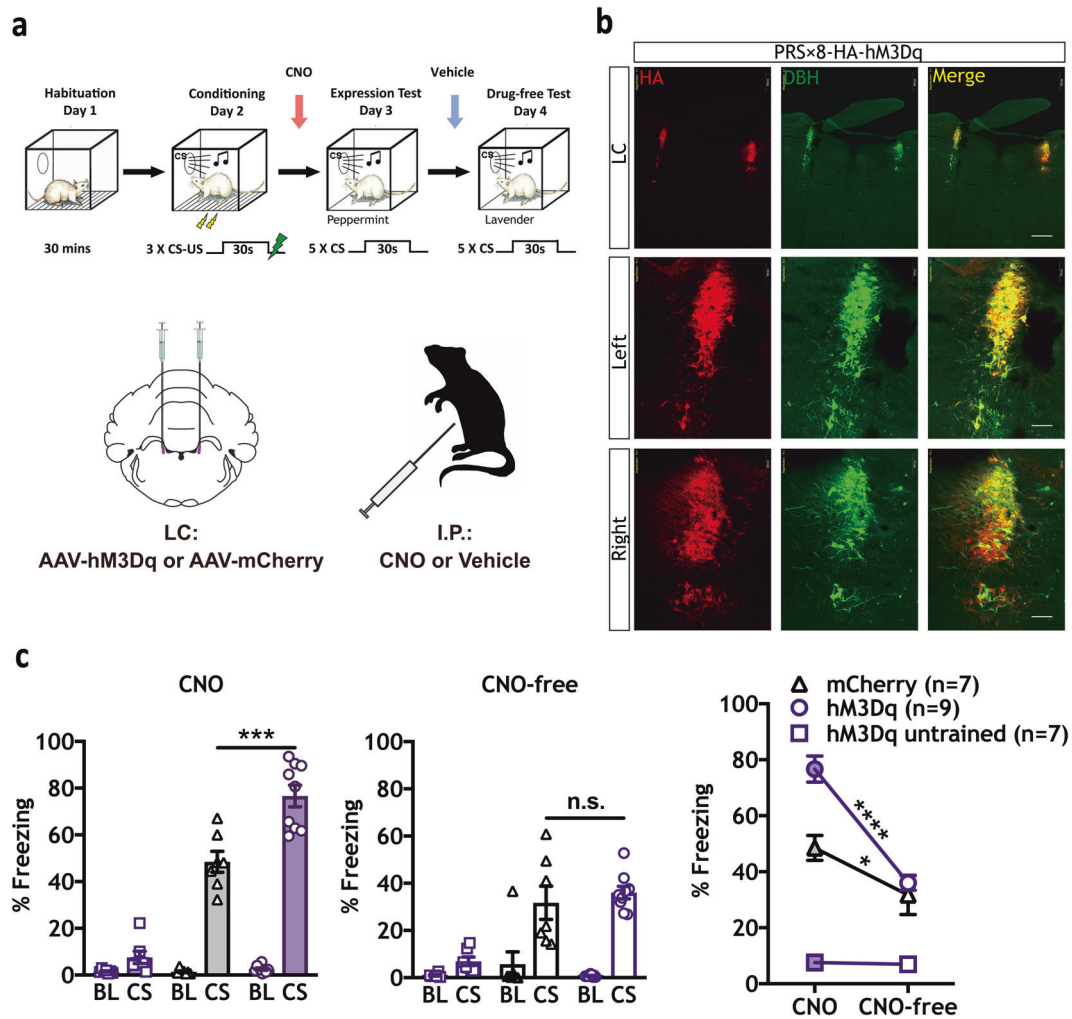 a
CNO
Vehicle
Habituation
Day 1
Conditioning
Day 2
Expression Test
Day 3
Drug-free Test
Day 4
CS
CS
CS
Peppermint
Lavender
30 mins
3 X CS-US
30s
5 X CS
30s
5 X CS
30s
LC:
AAV-hM3Dq or AAV-mCherry
I.P.:
CNO or Vehicle
b
PRS×8-HA-hM3Dq
HA
DBH
Merge
LC
Left
Right
c
CNO
% Freezing
100
80
60
40
20
0
***
BL CS BL CS BL CS
CNO-free
% Freezing
100
80
60
40
20
0
n.s.
BL CS BL CS BL CS
mCherry (n=7)
hM3Dq (n=9)
hM3Dq untrained (n=7)
% Freezing
100
80
60
40
20
0
****
*
CNO CNO-free